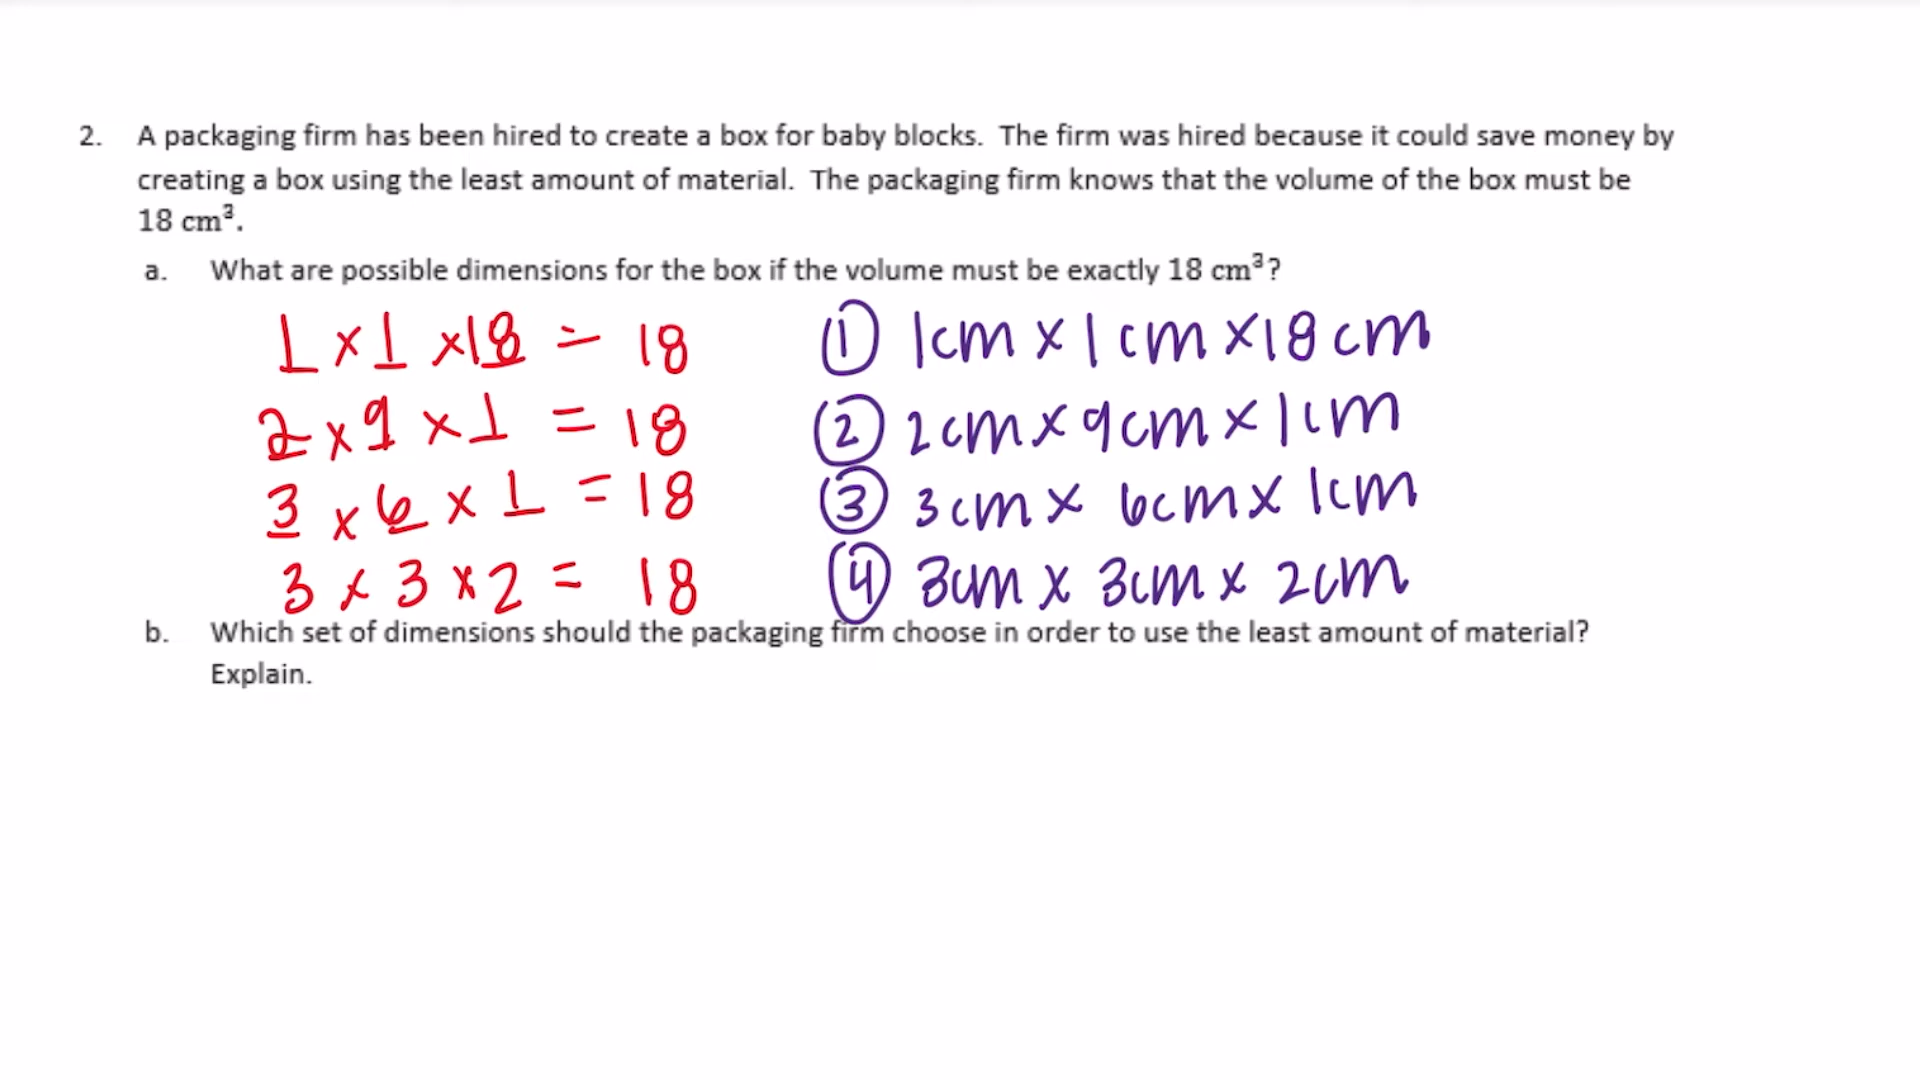 2. A packaging firm has been hired to create a box for baby blocks. The firm was hired because it could save money by
creating a box using the least amount of material. The packaging firm knows that the volume of the box must be
18 cm³.
a. What are possible dimensions for the box if the volume must be exactly 18 cm³?
1 x 1 x 18 = 18 ① 1cm x 1cm x 18cm
2 x 9 x 1 = 18 ② 2cm x 9cm x 1cm
3 x 6 x 1 = 18 ③ 3cm x 6cm x 1cm
3 x 3 x 2 = 18 ④ 3cm x 3cm x 2cm
b. Which set of dimensions should the packaging firm choose in order to use the least amount of material?
Explain.